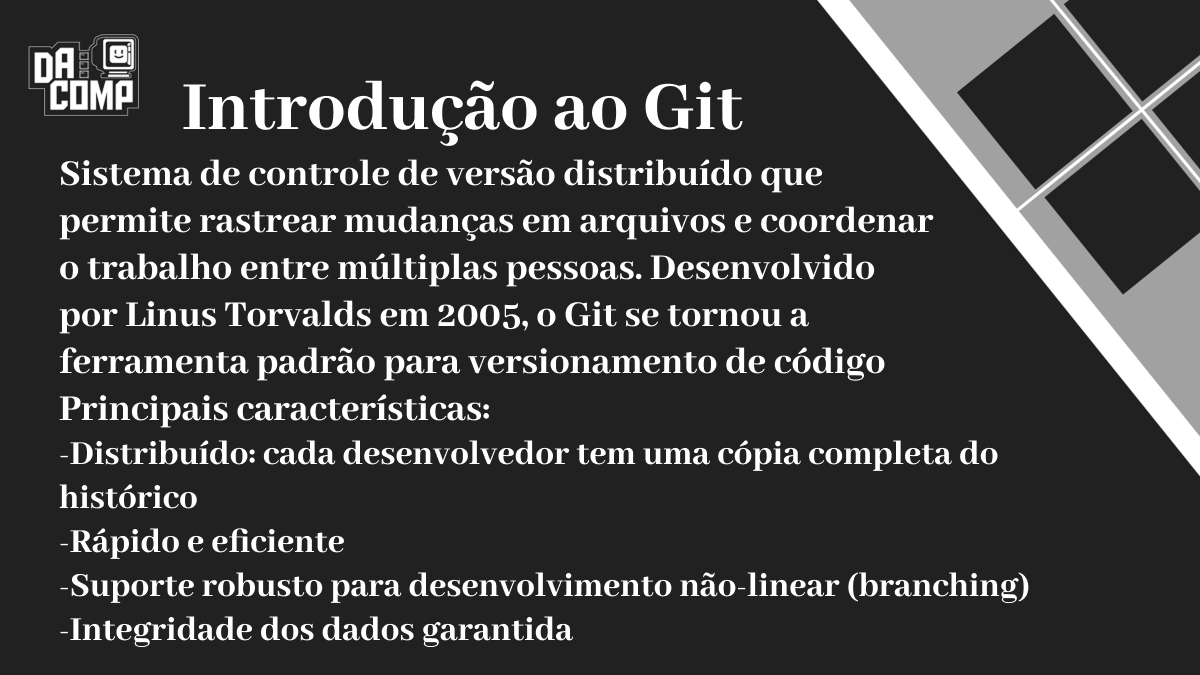 DA
COMP
Introdução ao Git
Sistema de controle de versão distribuído que
permite rastrear mudanças em arquivos e coordenar
o trabalho entre múltiplas pessoas. Desenvolvido
por Linus Torvalds em 2005, o Git se tornou a
ferramenta padrão para versionamento de código
Principais características:
-Distribuído: cada desenvolvedor tem uma cópia completa do
histórico
-Rápido e eficiente
-Suporte robusto para desenvolvimento não-linear (branching)
-Integridade dos dados garantida